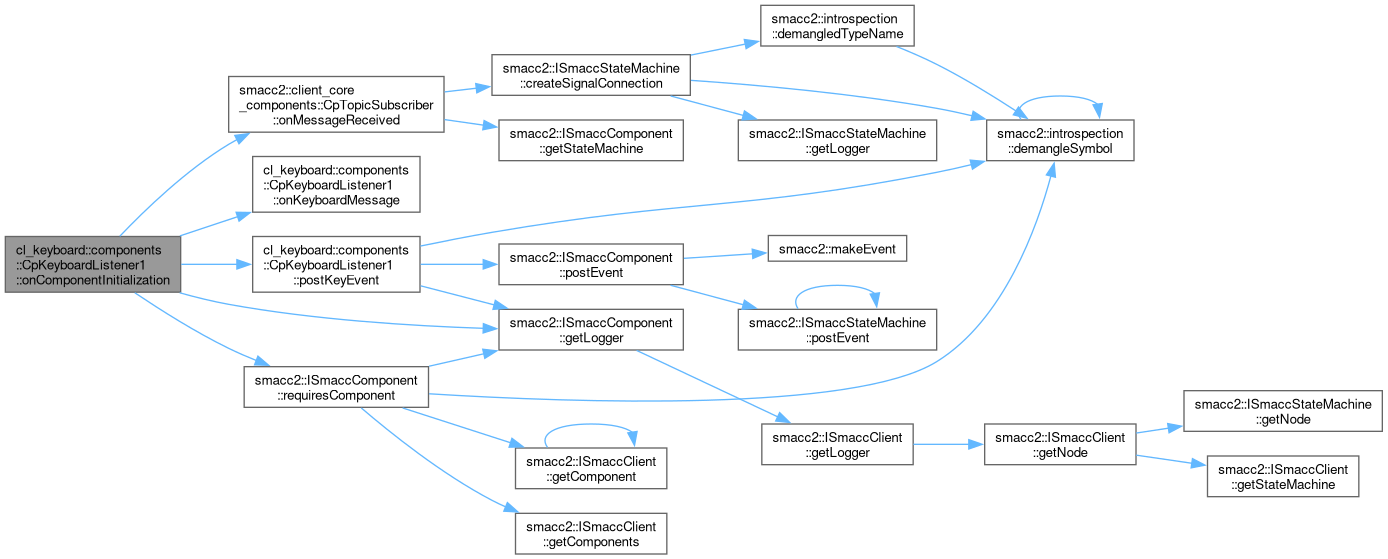 cl_keyboard::components
::CpKeyboardListener1
::onComponentInitialization
smacc2::client_core
_components::CpTopicSubscriber
::onMessageReceived
smacc2::ISmaccStateMachine
::createSignalConnection
smacc2::introspection
::demangledTypeName
smacc2::introspection
::demangleSymbol
smacc2::ISmaccStateMachine
::getLogger
smacc2::ISmaccComponent
::getStateMachine
cl_keyboard::components
::CpKeyboardListener1
::onKeyboardMessage
cl_keyboard::components
::CpKeyboardListener1
::postKeyEvent
smacc2::ISmaccComponent
::postEvent
smacc2::makeEvent
smacc2::ISmaccStateMachine
::postEvent
smacc2::ISmaccComponent
::getLogger
smacc2::ISmaccClient
::getLogger
smacc2::ISmaccClient
::getNode
smacc2::ISmaccStateMachine
::getNode
smacc2::ISmaccClient
::getStateMachine
smacc2::ISmaccComponent
::requiresComponent
smacc2::ISmaccClient
::getComponent
smacc2::ISmaccClient
::getComponents